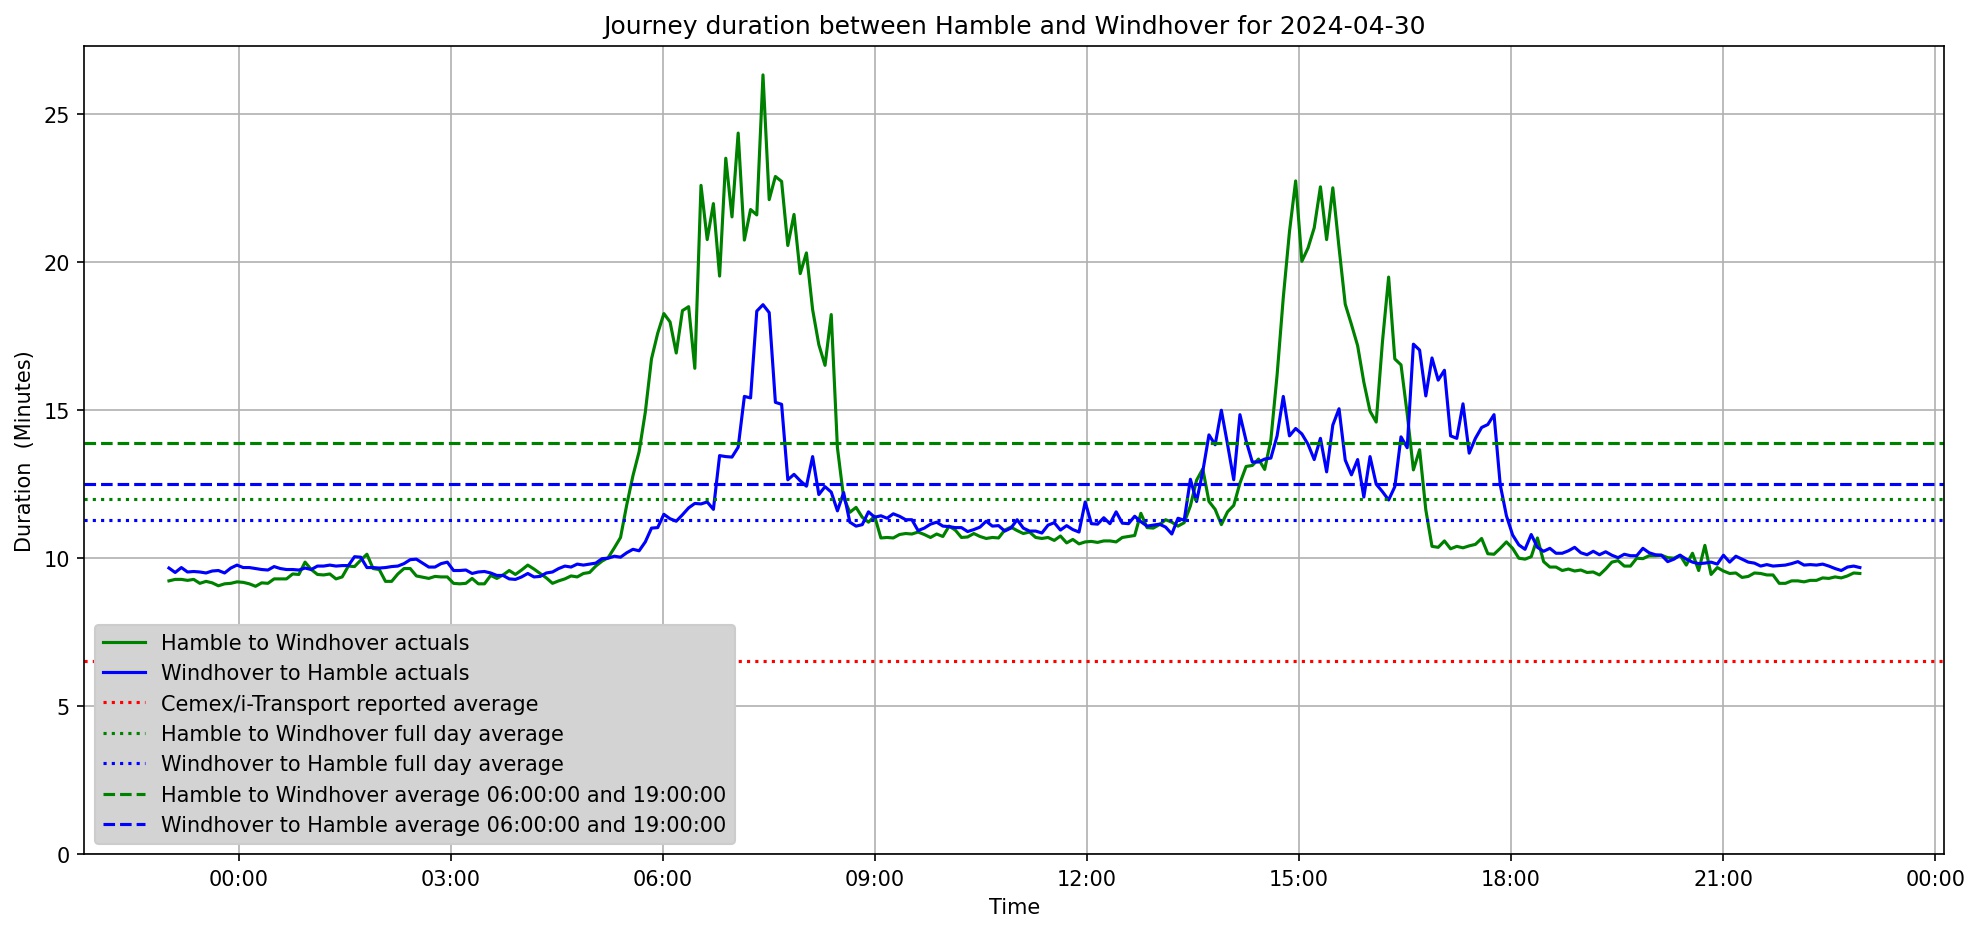 Journey duration between Hamble and Windhover for 2024-04-30
Duration  (Minutes)
25
20
15
10
5
0
Hamble to Windhover actuals
Windhover to Hamble actuals
Cemex/i-Transport reported average
Hamble to Windhover full day average
Windhover to Hamble full day average
Hamble to Windhover average 06:00:00 and 19:00:00
Windhover to Hamble average 06:00:00 and 19:00:00
00:00 03:00 06:00 09:00 12:00 15:00 18:00 21:00 00:00
Time